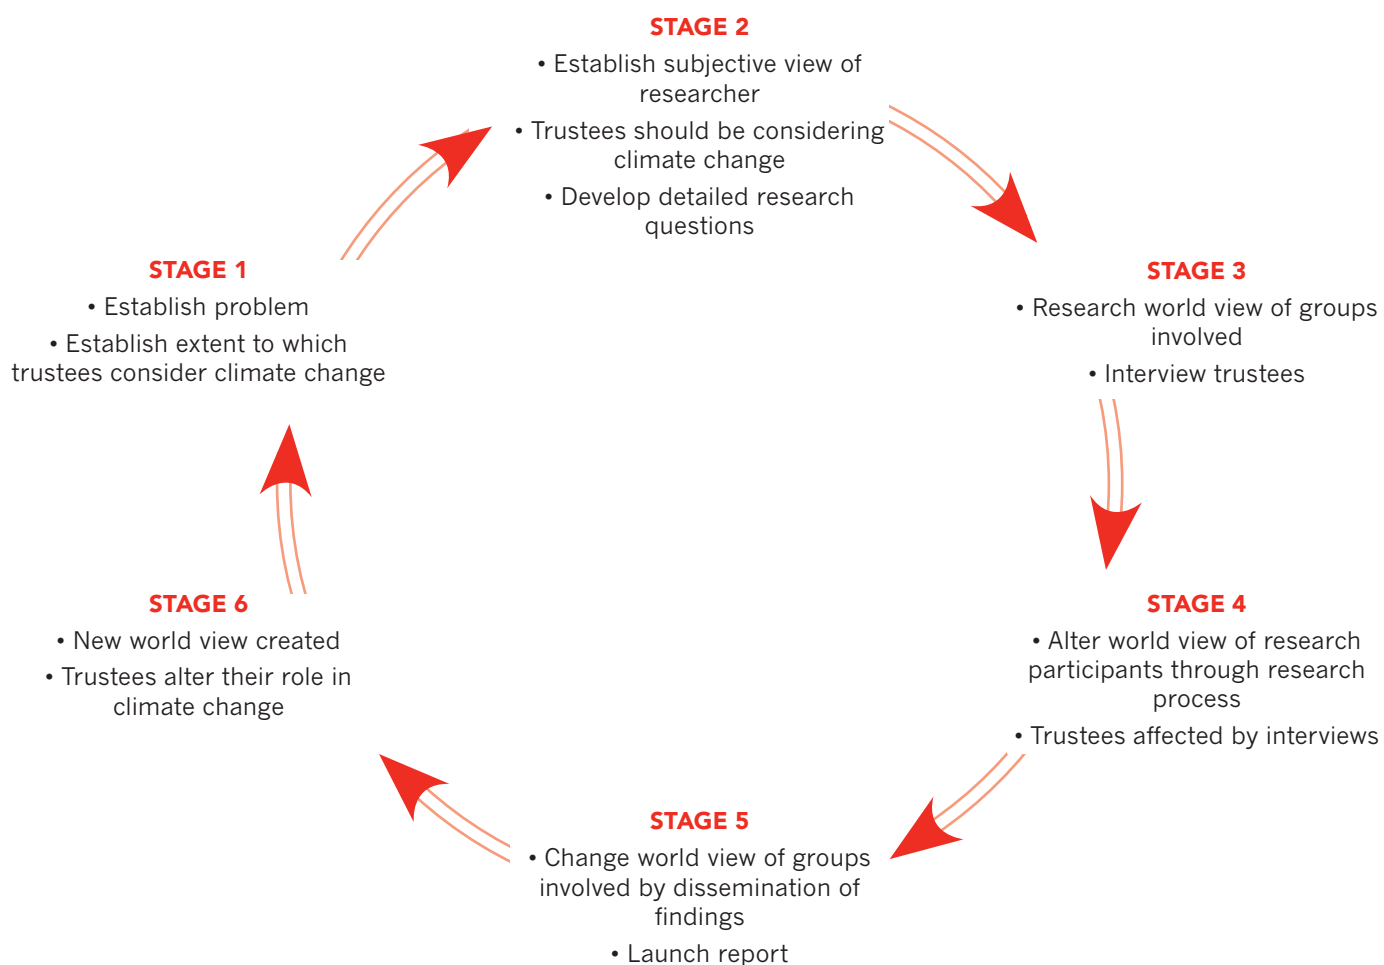 STAGE 1
• Establish problem
• Establish extent to which
trustees consider climate change
STAGE 2
• Establish subjective view of
researcher
• Trustees should be considering
climate change
• Develop detailed research
questions
STAGE 3
• Research world view of groups
involved
• Interview trustees
STAGE 4
• Alter world view of research
participants through research
process
• Trustees affected by interviews
STAGE 5
• Change world view of groups
involved by dissemination of
findings
• Launch report
STAGE 6
• New world view created
• Trustees alter their role in
climate change